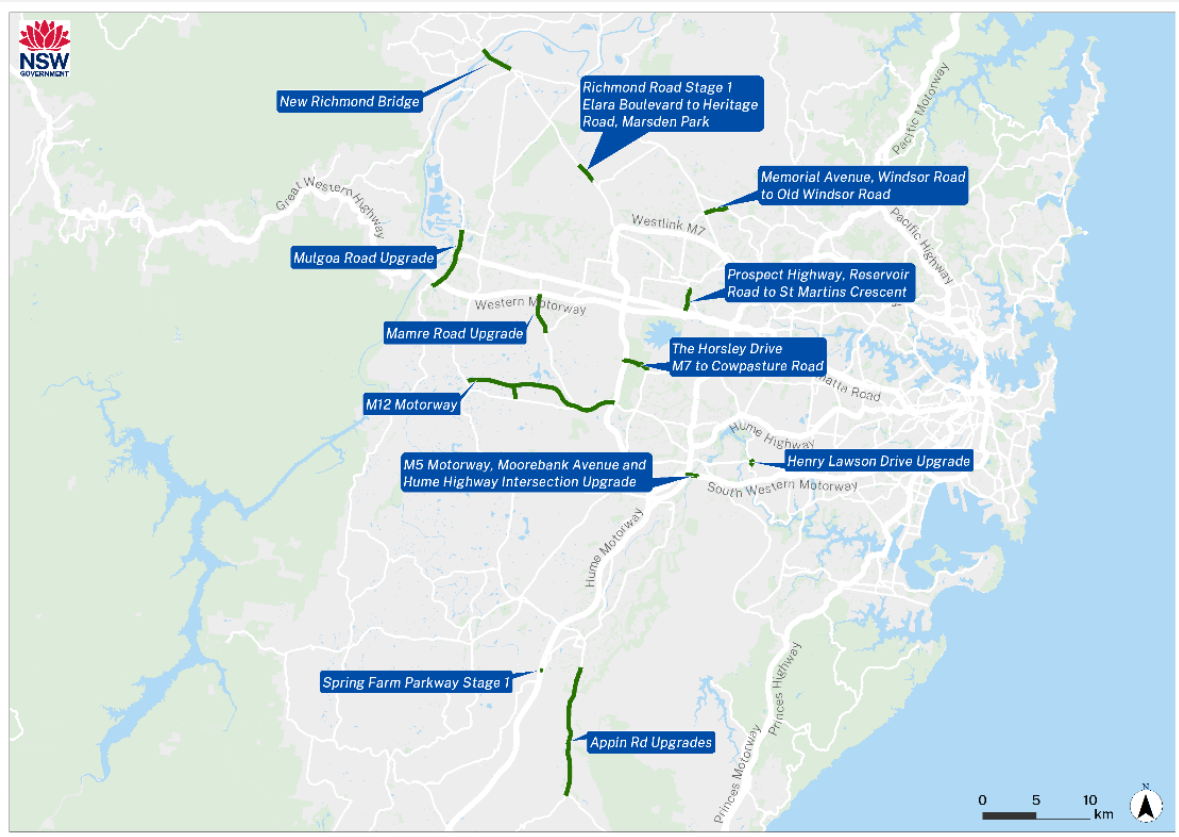 NSW
GOVERNMENT
New Richmond Bridge
Richmond Road Stage 1
Elara Boulevard to Heritage
Road, Marsden Park
Pacific Motorway
Memorial Avenue, Windsor Road
to Old Windsor Road
Great Western Highway
Westlink M7
Pacific Highway
Mulgoa Road Upgrade
Prospect Highway, Reservoir
Road to St Martins Crescent
Western Motorway
Mamre Road Upgrade
The Horsley Drive
M7 to Cowpasture Road
M12 Motorway
Road
Hume Highway
M5 Motorway, Moorebank Avenue and
Hume Highway Intersection Upgrade
Henry Lawson Drive Upgrade
South Western Motorway
Hume Motorway
Spring Farm Parkway Stage 1
Princes Highway
Appin Rd Upgrades
Princes Motorway
N
0 5 10
km